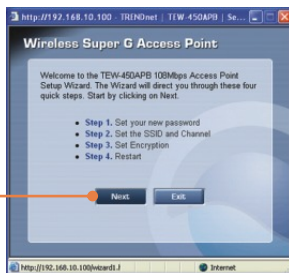 http://192.168.10.100 - TRENDnet | TEW-450APB | Se...
Wireless Super G Access Point
Welcome to the TEW-450APB 108Mbps Access Point
Setup Wizard. The Wizard will direct you through these four
quick steps. Start by clicking on Next.
Step 1. Set your new password
Step 2. Set the SSID and Channel
Step 3. Set Encryption
Step 4. Restart
Next Exit
http://192.168.10.100/wizard1.J Internet